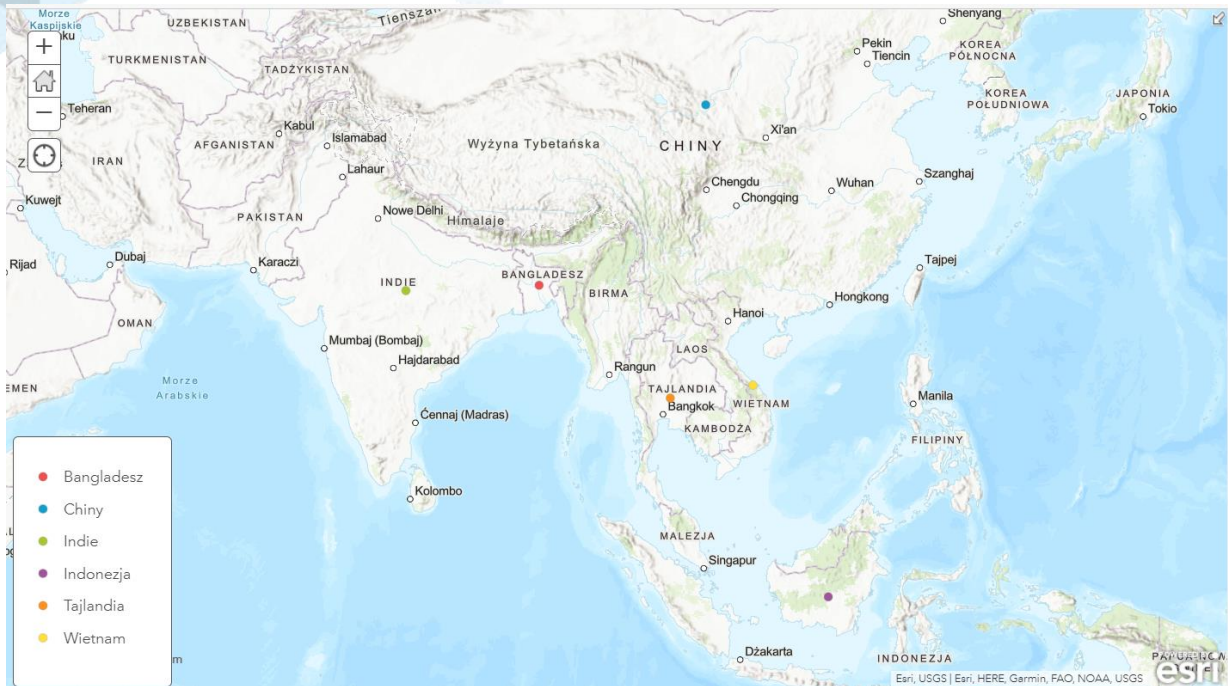 Morze
Kaspijskie
ku
UZBEKISTAN
Tienszan
Shenyang
TURKMENISTAN
TADŻYKISTAN
Pekin
Tiencin
KOREA
PÓŁNOCNA
Teheran
KOREA
POŁUDNIOWA
JAPONIA
Tokio
Kabul
AFGANISTAN
Islamabad
Wyżyna Tybetańska
CHINY
Xi'an
IRAN
Lahaur
Chengdu
Chongqing
Wuhan
Szanghaj
Kuwejt
PAKISTAN
Nowe Delhi
Himalaje
Rijad
Dubaj
Karaczi
INDIE
BANGLADESZ
BIRMA
Tajpej
Hongkong
OMAN
Hanoi
Mumbaj (Bombaj)
Hajdarabad
LAOS
Rangun
EMEN
Morze
Arabskie
TAJLANDIA
Bangkok
WIETNAM
KAMBODŻA
Manila
Ćennaj (Madras)
FILIPINY
Kolombo
MALEZJA
Singapur
Dżakarta
INDONEZJA
Bangladesz
Chiny
Indie
Indonezja
Tajlandia
Wietnam
m
Esri, USGS | Esri, HERE, Garmin, FAO, NOAA, USGS
esri